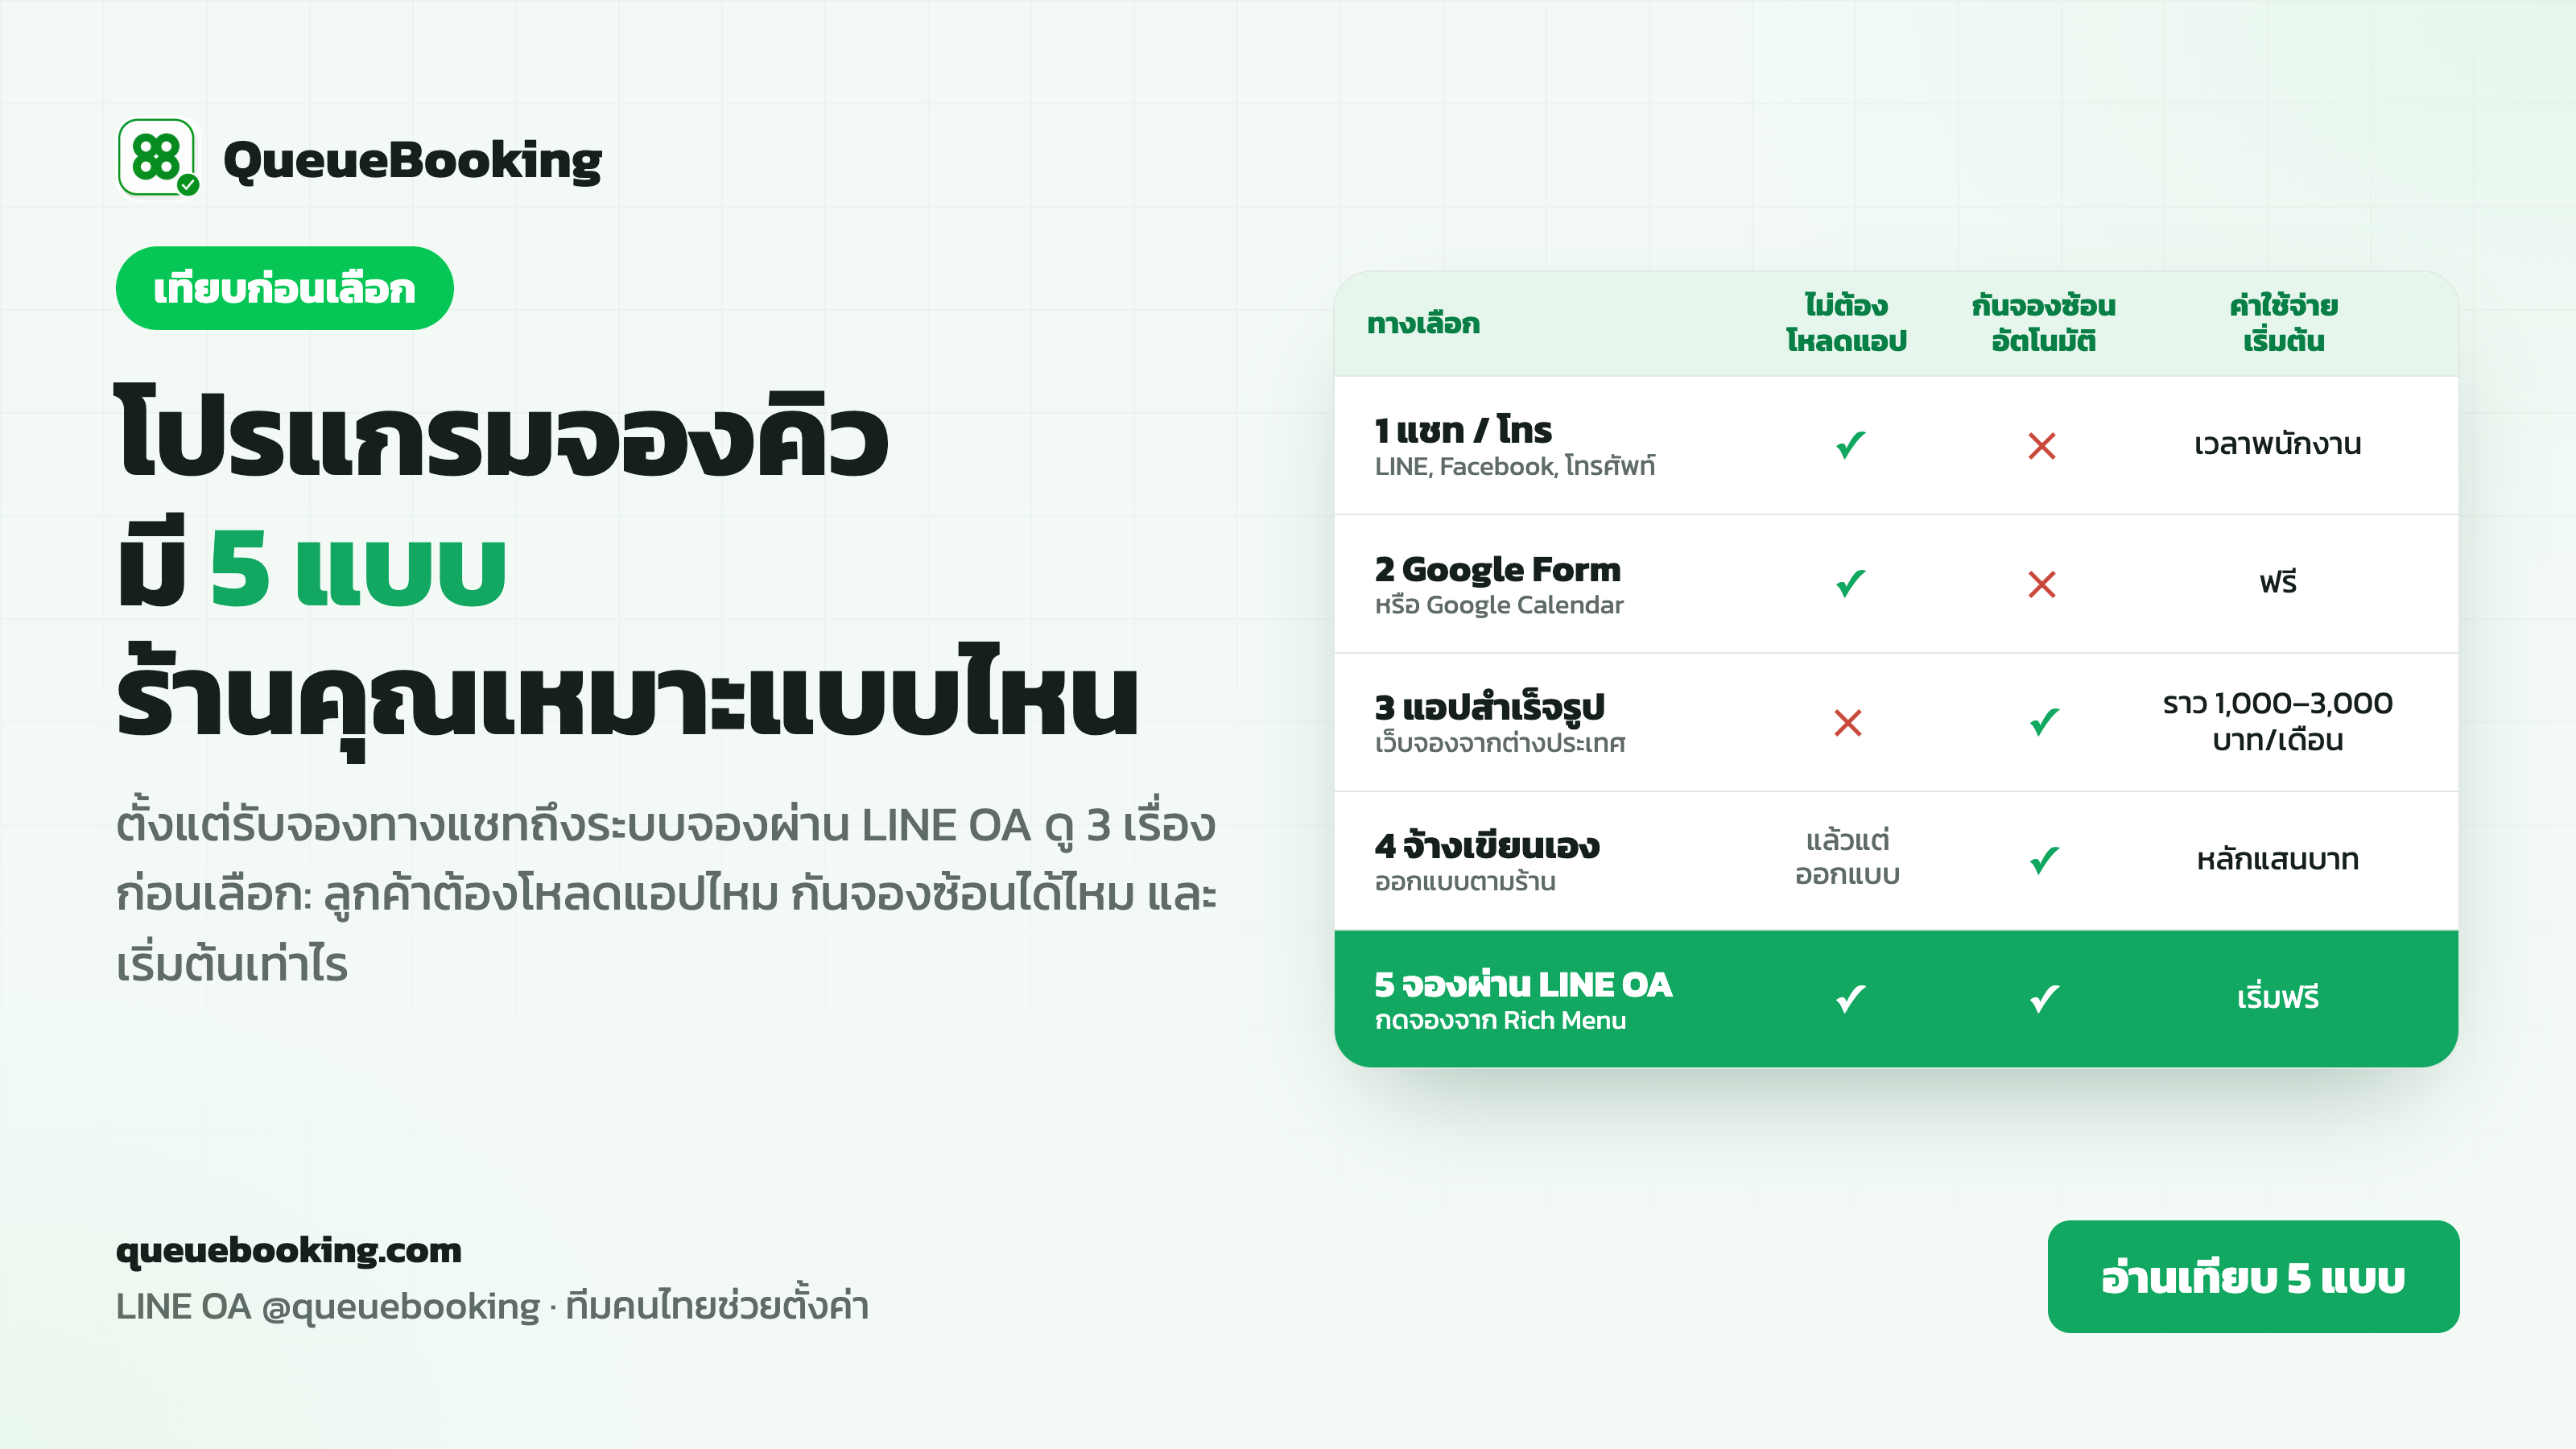 QueueBooking
เทียบก่อนเลือก
โปรแกรมจองคิว
มี 5 แบบ
ร้านคุณเหมาะแบบไหน
ตั้งแต่รับจองทางแชทถึงระบบจองผ่าน LINE OA ดู 3 เรื่อง
ก่อนเลือก: ลูกค้าต้องโหลดแอปไหม กันจองซ้อนได้ไหม และ
เริ่มต้นเท่าไร
ทางเลือก
ไม่ต้อง
โหลดแอป
กันจองซ้อน
อัตโนมัติ
ค่าใช้จ่าย
เริ่มต้น
1 แชท / โทร
LINE, Facebook, โทรศัพท์
✓ ✕ เวลาพนักงาน
2 Google Form
หรือ Google Calendar
✓ ✕ ฟรี
3 แอปสำเร็จรูป
เว็บจองจากต่างประเทศ
✕ ✓
ราว 1,000–3,000
บาท/เดือน
4 จ้างเขียนเอง
ออกแบบตามร้าน
แล้วแต่
ออกแบบ
✓ หลักแสนบาท
5 จองผ่าน LINE OA
กดจองจาก Rich Menu
✓ ✓ เริ่มฟรี
queuebooking.com
LINE OA @queuebooking · ทีมคนไทยช่วยตั้งค่า
อ่านเทียบ 5 แบบ